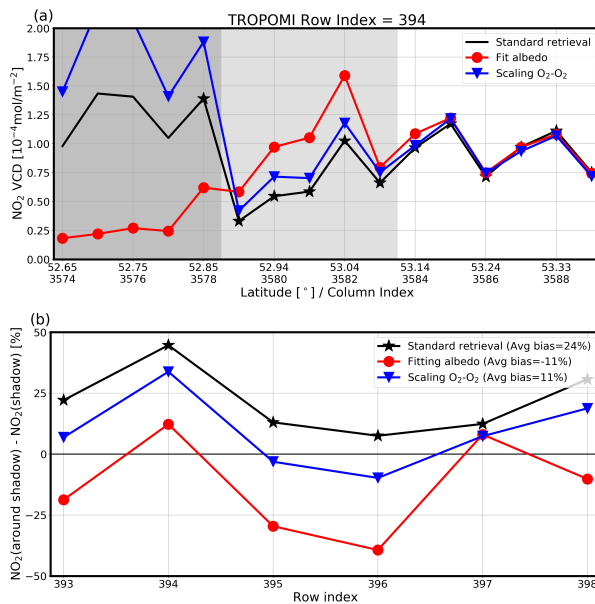 (a)
TROPOMI Row Index = 394
NO₂ VCD [10⁻⁴mol/m⁻²]
2.00
1.75
1.50
1.25
1.00
0.75
0.50
0.25
0.00
Standard retrieval
Fit albedo
Scaling O₂-O₂
52.65 52.75 52.85 52.94 53.04 53.14 53.24 53.33
3574 3576 3578 3580 3582 3584 3586 3588
Latitude [°] / Column Index
(b)
NO₂(around shadow) - NO₂(shadow) [%]
50
25
0
−25
−50
Standard retrieval (Avg bias=24%)
Fitting albedo (Avg bias=-11%)
Scaling O₂-O₂ (Avg bias=11%)
393 394 395 396 397 398
Row index